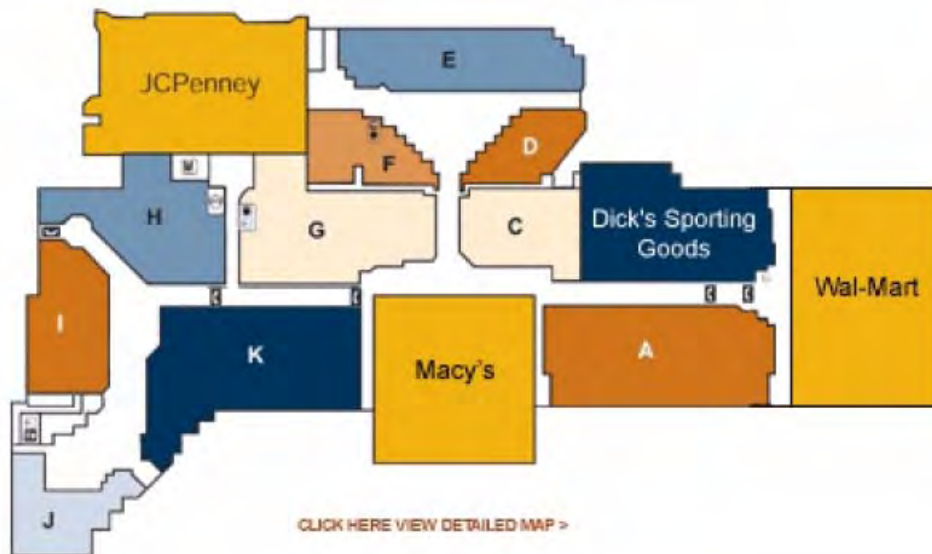 E
JCPenney
D
F
H
G
C
Dick's Sporting
Goods
Wal-Mart
I
K
Macy's
A
J
CLICK HERE VIEW DETAILED MAP >